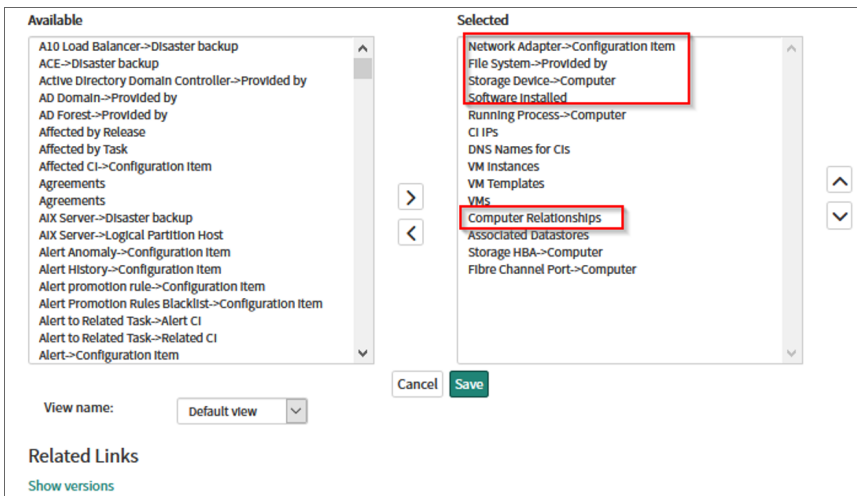 Available
A10 Load Balancer->Disaster backup
ACE->Disaster backup
Active Directory Domain Controller->Provided by
AD Domain->Provided by
AD Forest->Provided by
Affected by Release
Affected by Task
Affected CI->Configuration Item
Agreements
Agreements
AIX Server->Disaster backup
AIX Server->Logical Partition Host
Alert Anomaly->Configuration Item
Alert History->Configuration Item
Alert promotion rule->Configuration Item
Alert Promotion Rules Blacklist->Configuration Item
Alert to Related Task->Alert CI
Alert to Related Task->Related CI
Alert->Configuration Item
Selected
Network Adapter->Configuration Item
File System->Provided by
Storage Device->Computer
Software Installed
Running Process->Computer
CI IPs
DNS Names for CIs
VM Instances
VM Templates
VMs
Computer Relationships
Associated Datastores
Storage HBA->Computer
Fibre Channel Port->Computer
Cancel
Save
View name:
Default view
Related Links
Show versions